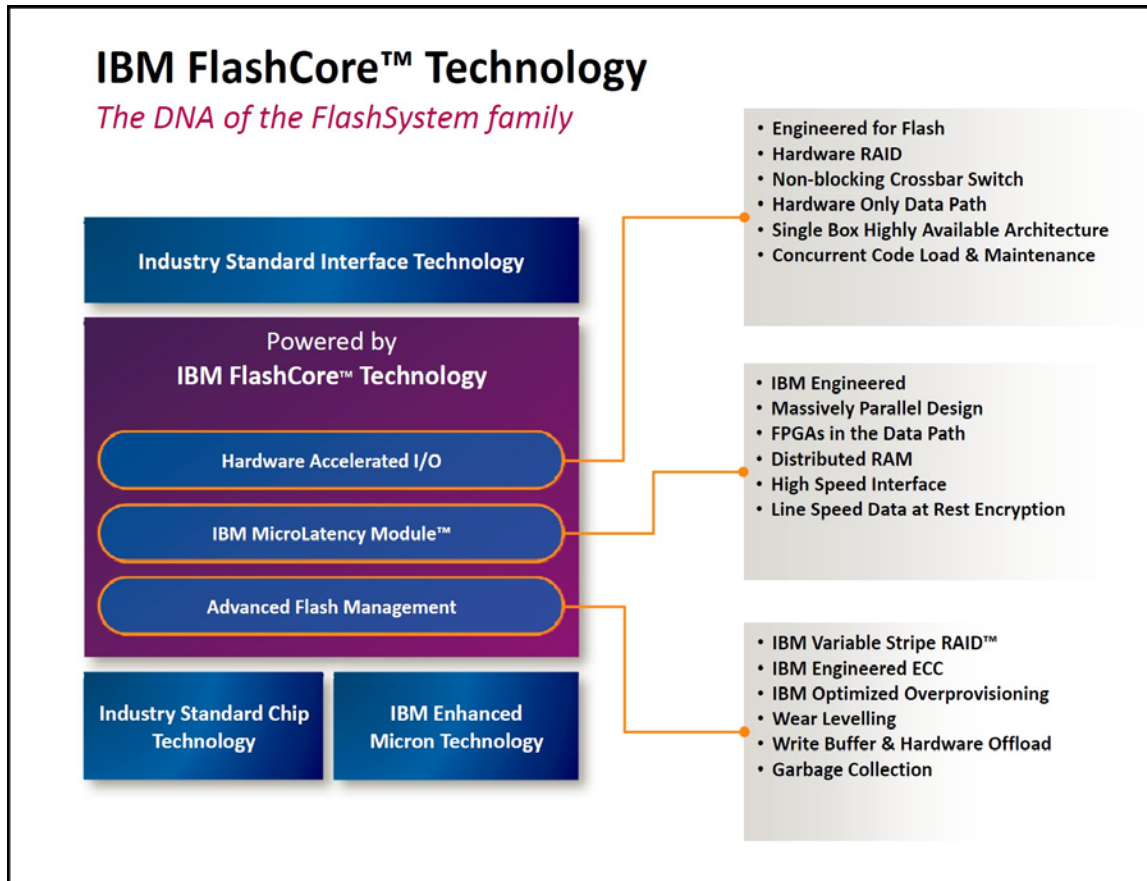 IBM FlashCore™ Technology
The DNA of the FlashSystem family
Industry Standard Interface Technology
Powered by
IBM FlashCore™ Technology
Hardware Accelerated I/O
IBM MicroLatency Module™
Advanced Flash Management
Industry Standard Chip
Technology
IBM Enhanced
Micron Technology
• Engineered for Flash
• Hardware RAID
• Non-blocking Crossbar Switch
• Hardware Only Data Path
• Single Box Highly Available Architecture
• Concurrent Code Load & Maintenance
• IBM Engineered
• Massively Parallel Design
• FPGAs in the Data Path
• Distributed RAM
• High Speed Interface
• Line Speed Data at Rest Encryption
• IBM Variable Stripe RAID™
• IBM Engineered ECC
• IBM Optimized Overprovisioning
• Wear Levelling
• Write Buffer & Hardware Offload
• Garbage Collection